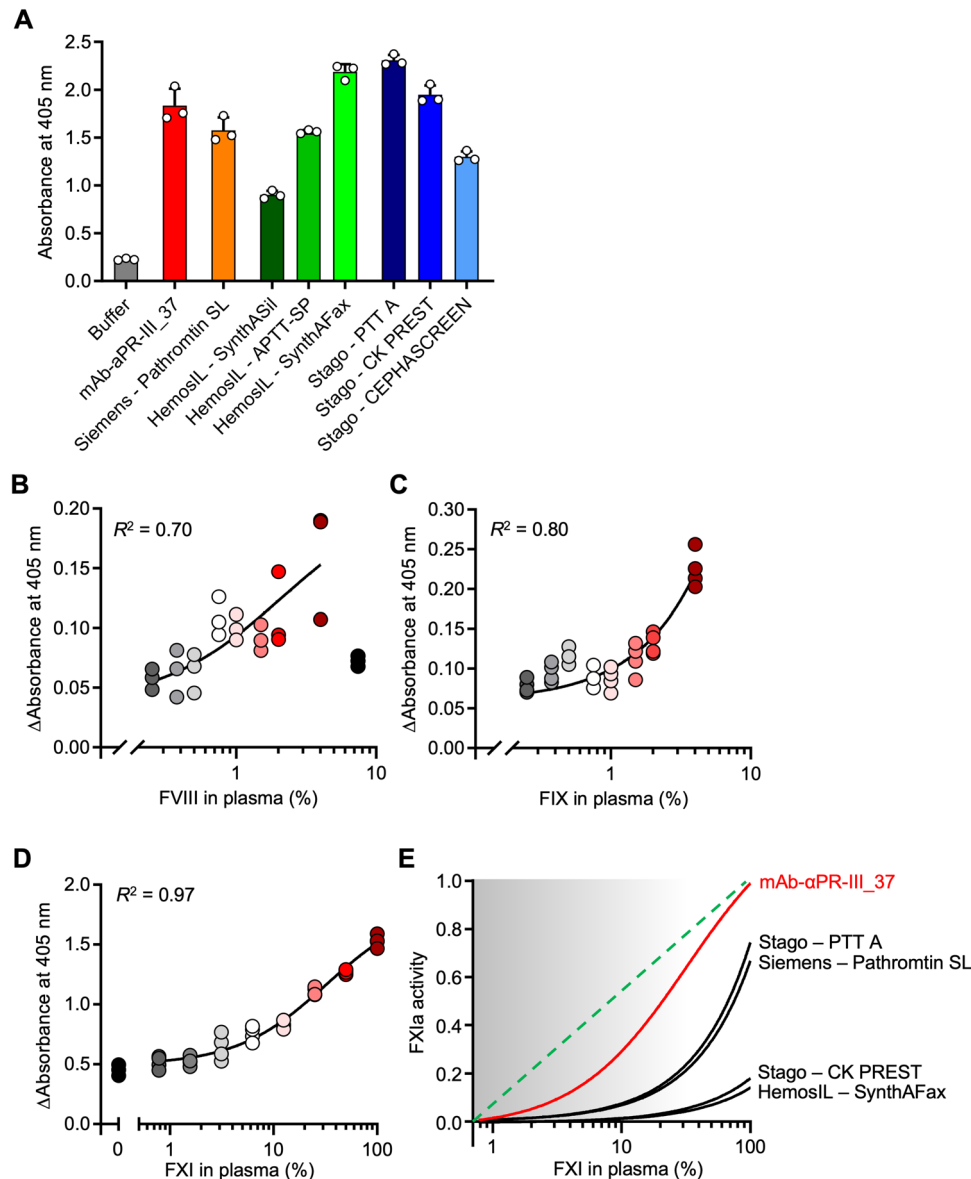 A
Absorbance at 405 nm
2.5
2.0
1.5
1.0
0.5
0.0
Buffer
mAb-aPR-III_37
Siemens - Pathromtin SL
HemosIL - SynthASil
HemosIL - APTT-SP
HemosIL - SynthAFax
Stago - PTT A
Stago - CK PREST
Stago - CEPHASCREEN
B
ΔAbsorbance at 405 nm
0.20
0.15
0.10
0.05
0.00
R² = 0.70
1
10
FVIII in plasma (%)
C
ΔAbsorbance at 405 nm
0.30
0.25
0.20
0.15
0.10
0.05
0.00
R² = 0.80
1
10
FIX in plasma (%)
D
ΔAbsorbance at 405 nm
2.0
1.5
1.0
0.5
0.0
R² = 0.97
0
1
10
100
FXI in plasma (%)
E
FXIa activity
1.0
0.8
0.6
0.4
0.2
0.0
mAb-αPR-III_37
Stago – PTT A
Siemens – Pathromtin SL
Stago – CK PREST
HemosIL – SynthAFax
1
10
100
FXI in plasma (%)